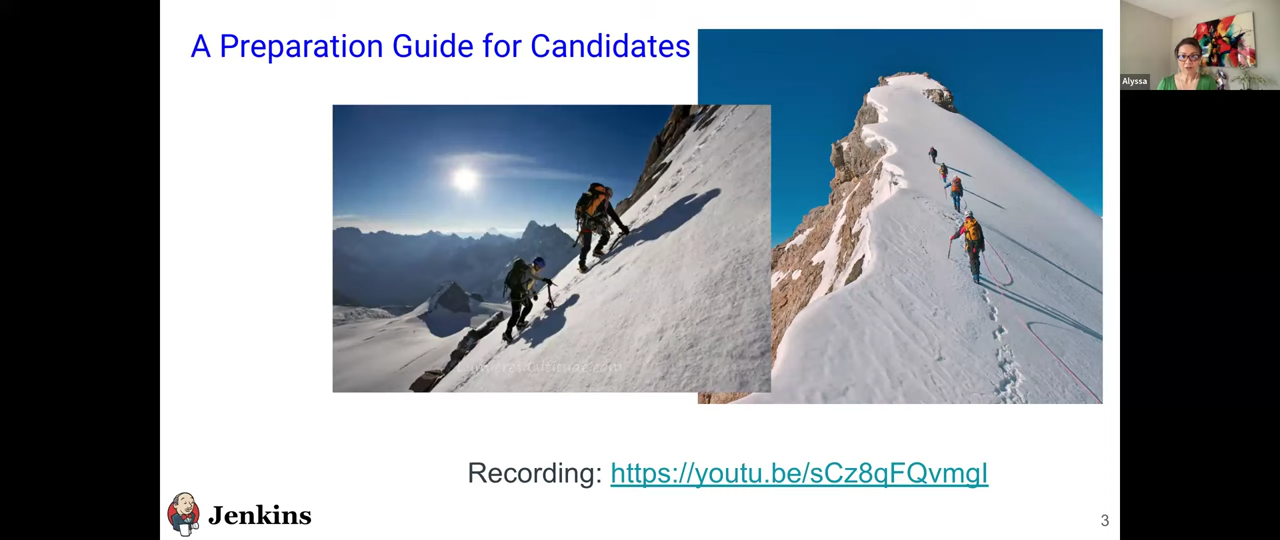 A Preparation Guide for Candidates
Alyssa
Recording: https://youtu.be/sCz8qFQvmgI
Jenkins
3